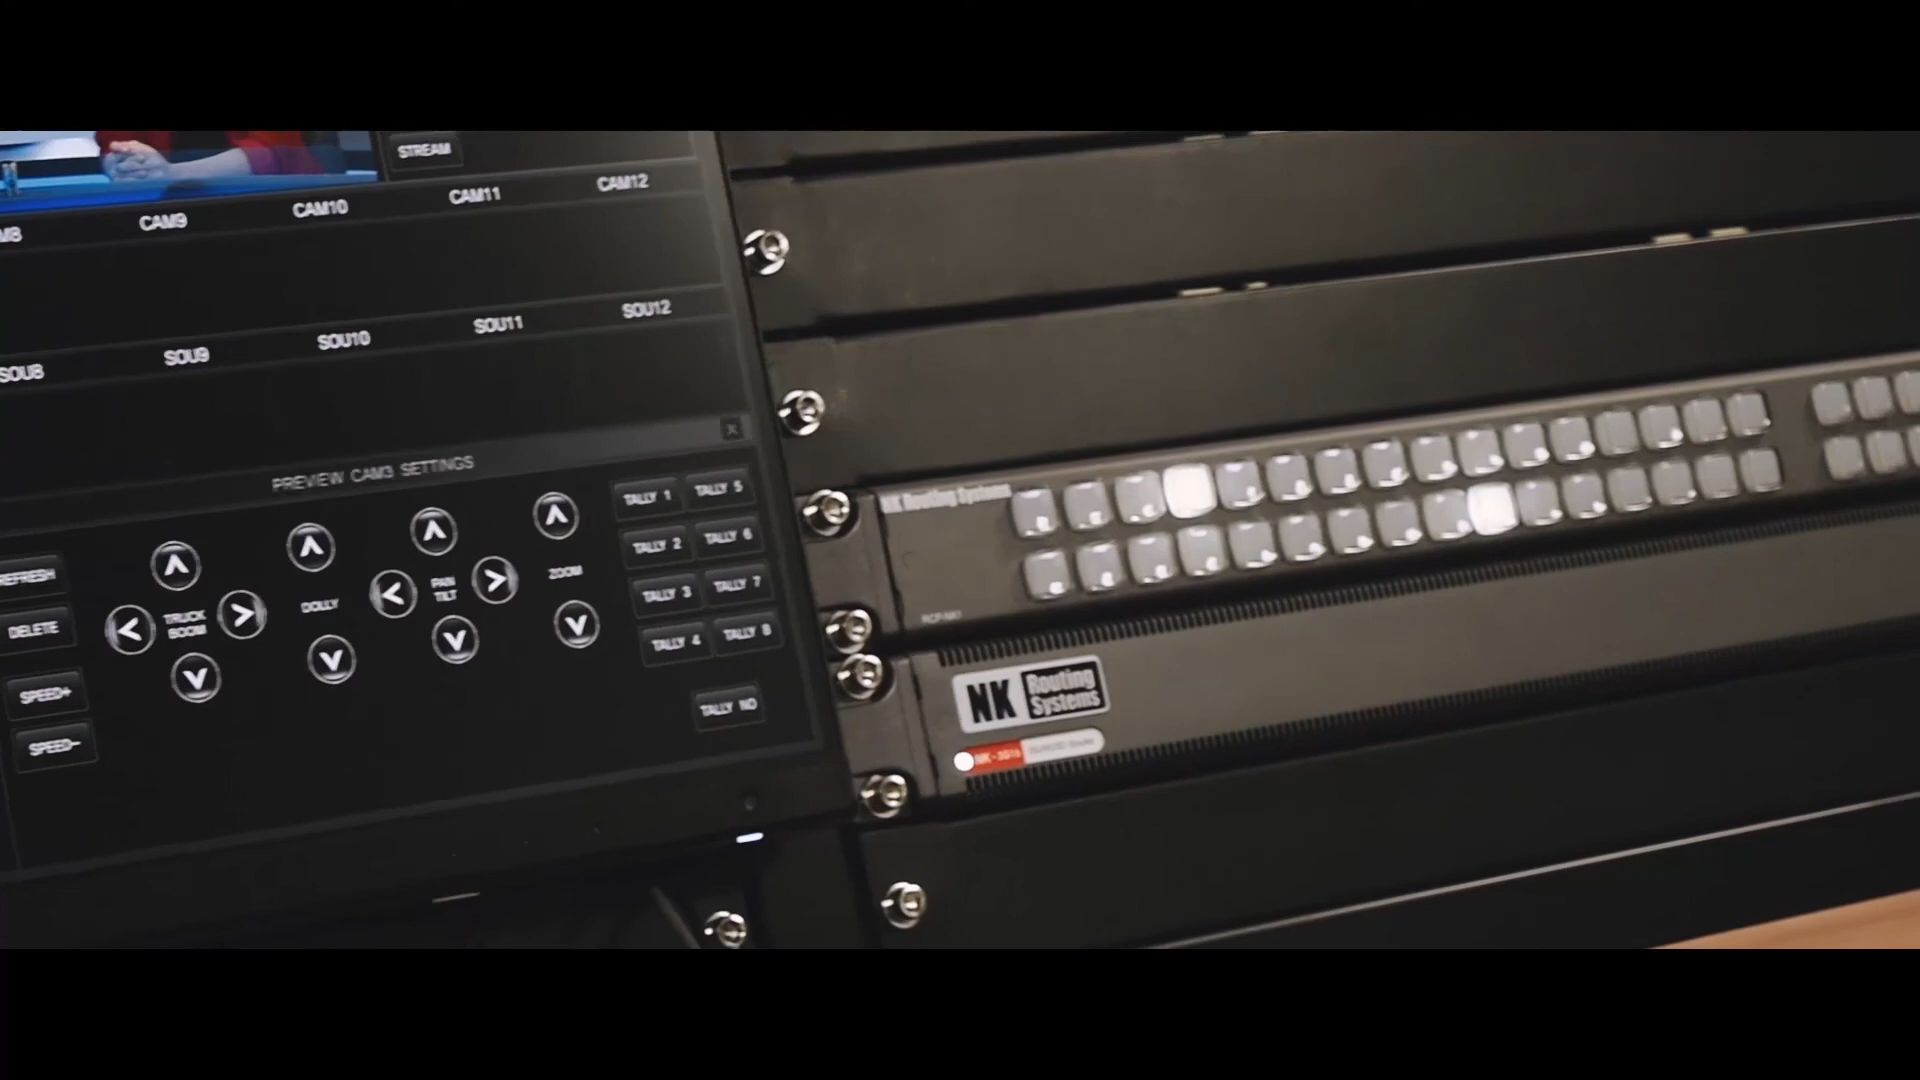 STREAM
CAM9 CAM10 CAM11 CAM12
SOU8 SOU9 SOU10 SOU11 SOU12
X
PREVIEW CAM3 SETTINGS
REFRESH
DELETE
SPEED+
SPEED-
TRUCK
BOOM
DOLLY
PAN
TILT
ZOOM
TALLY 1 TALLY 5
TALLY 2 TALLY 6
TALLY 3 TALLY 7
TALLY 4 TALLY 8
TALLY NO
NK Routing Systems
NK Routing
Systems